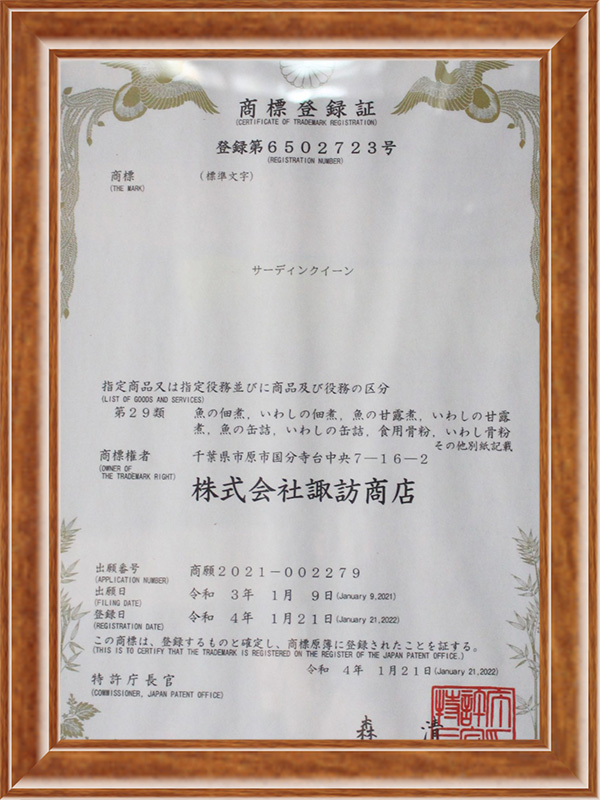 商標登録証
(CERTIFICATE OF TRADEMARK REGISTRATION)
登録第6502723号
(REGISTRATION NUMBER)
商標 (標準文字)
(THE MARK)
サーディンクイーン
指定商品又は指定役務並びに商品及び役務の区分
(LIST OF GOODS AND SERVICES)
第29類 魚の佃煮,いわしの佃煮,魚の甘露煮,いわしの甘露
煮,魚の缶詰,いわしの缶詰,食用骨粉,いわし骨粉
その他別紙記載
商標権者 千葉県市原市国分寺台中央7-16-2
(OWNER OF
THE TRADEMARK RIGHT)
株式会社諏訪商店
出願番号 商願2021-002279
(APPLICATION NUMBER)
出願日 令和 3年 1月 9日(January 9,2021)
(FILING DATE)
登録日 令和 4年 1月21日(January 21,2022)
(REGISTRATION DATE)
この商標は、登録するものと確定し、商標原簿に登録されたことを証する。
(THIS IS TO CERTIFY THAT THE TRADEMARK IS REGISTERED ON THE REGISTER OF THE JAPAN PATENT OFFICE.)
令和 4年 1月21日(January 21,2022)
特許庁長官
(COMMISSIONER, JAPAN PATENT OFFICE)
森 清